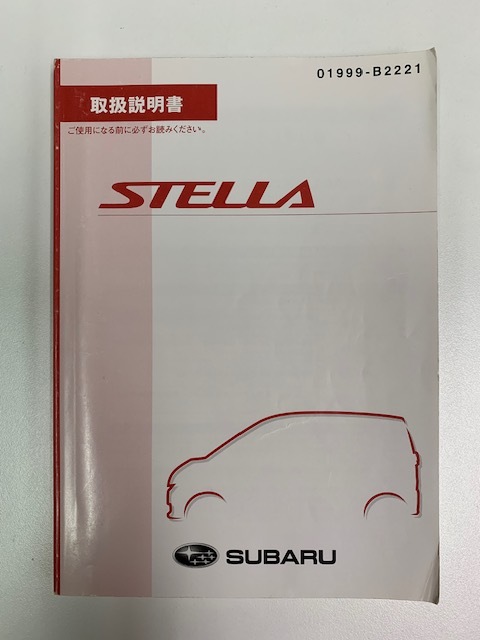 01999-B2221
取扱説明書
ご使用になる前に必ずお読みください。
STELLA
SUBARU